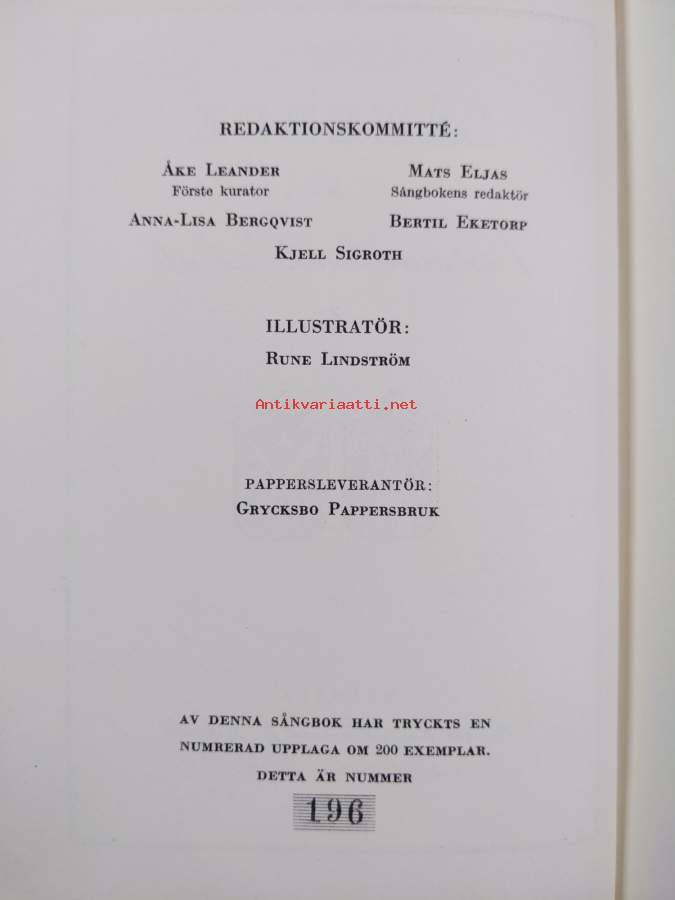 REDAKTIONSKOMMITTÉ:
ÅKE LEANDER
Förste kurator
MATS ELJAS
Sångbokens redaktör
ANNA-LISA BERGQVIST
BERTIL EKETORP
KJELL SIGROTH
ILLUSTRATÖR:
RUNE LINDSTRÖM
Antikvariaatti.net
PAPPERSLEVERANTÖR:
GRYCKSBO PAPPERSBRUK
AV DENNA SÅNGBOK HAR TRYCKTS EN
NUMRERAD UPPLAGA OM 200 EXEMPLAR.
DETTA ÄR NUMMER
196